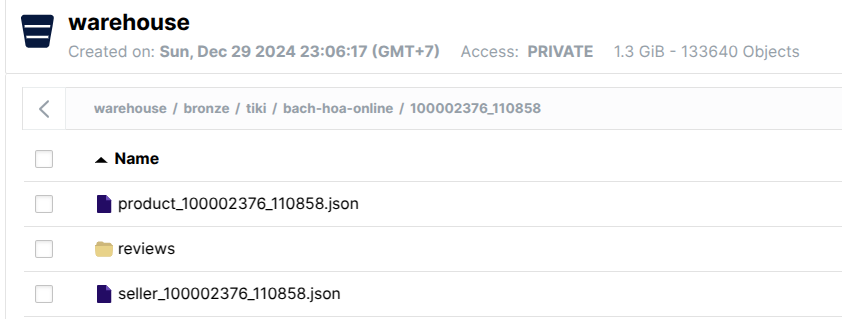 warehouse
Created on: Sun, Dec 29 2024 23:06:17 (GMT+7) Access: PRIVATE 1.3 GiB - 133640 Objects
warehouse / bronze / tiki / bach-hoa-online / 100002376_110858
Name
product_100002376_110858.json
reviews
seller_100002376_110858.json